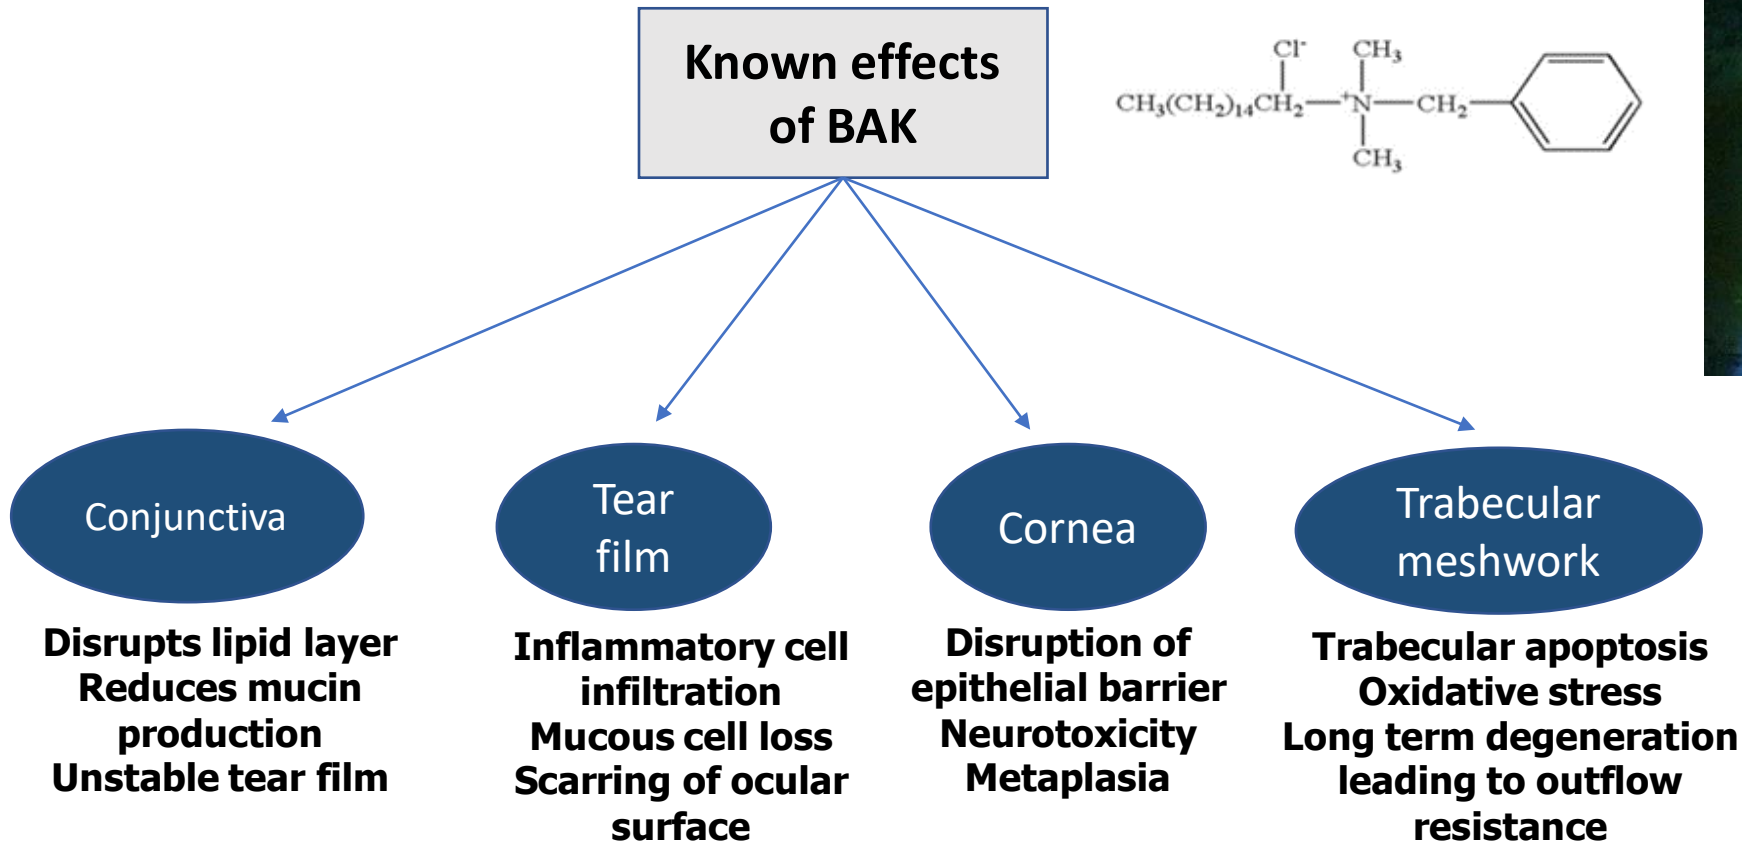 Known effects
of BAK
Cl-
CH3
CH3(CH2)14CH2—+N—CH2
CH3
Conjunctiva
Disrupts lipid layer
Reduces mucin
production
Unstable tear film
Tear
film
Inflammatory cell
infiltration
Mucous cell loss
Scarring of ocular
surface
Cornea
Disruption of
epithelial barrier
Neurotoxicity
Metaplasia
Trabecular
meshwork
Trabecular apoptosis
Oxidative stress
Long term degeneration
leading to outflow
resistance